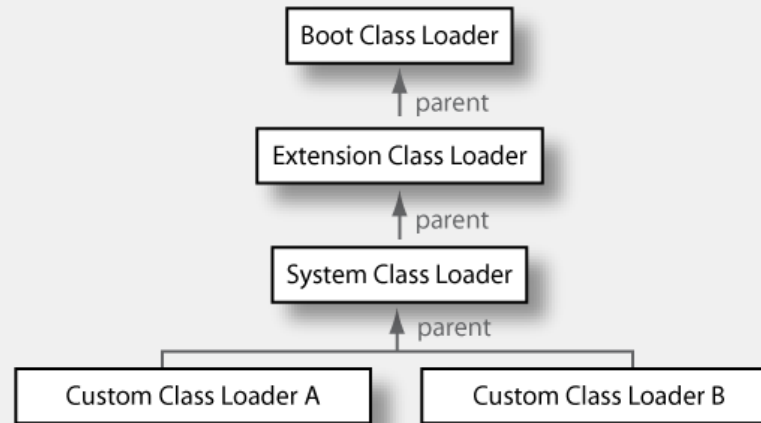 Boot Class Loader
parent
Extension Class Loader
parent
System Class Loader
parent
Custom Class Loader A
Custom Class Loader B